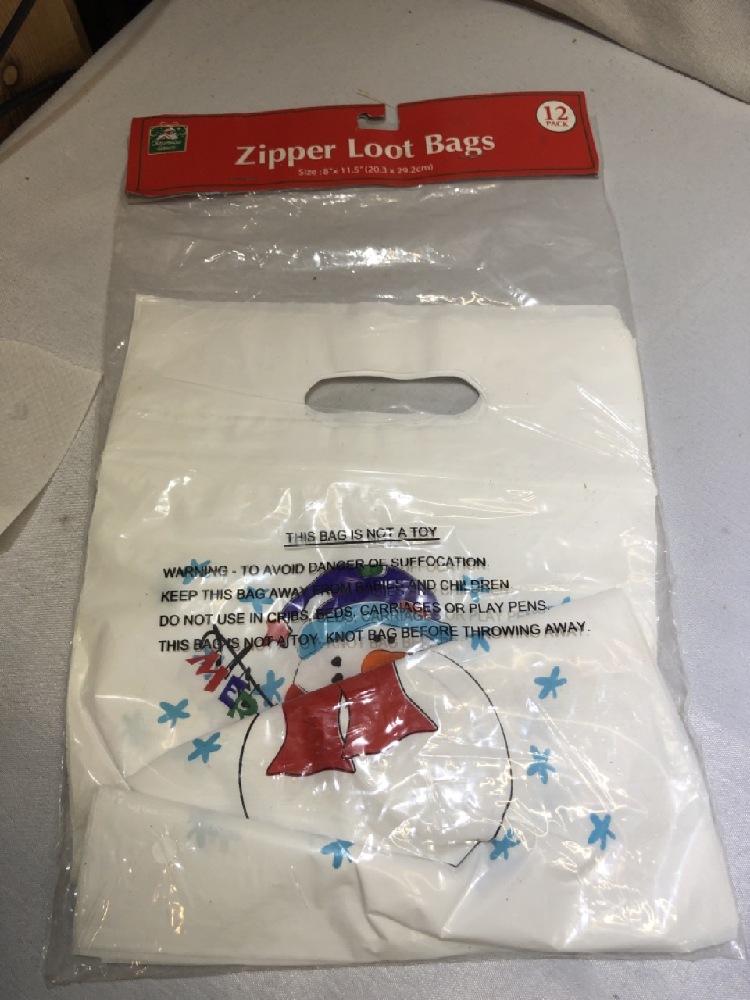 12
PACK
Zipper Loot Bags
Size : 8" x 11.5" (20.3 x 29.2cm)
THIS BAG IS NOT A TOY
WARNING - TO AVOID DANGER OF SUFFOCATION
KEEP THIS BAG AWAY FROM BABIES AND CHILDREN
DO NOT USE IN CRIBS, BEDS, CARRIAGES OR PLAY PENS.
THIS BAG IS NOT A TOY. KNOT BAG BEFORE THROWING AWAY.
MER